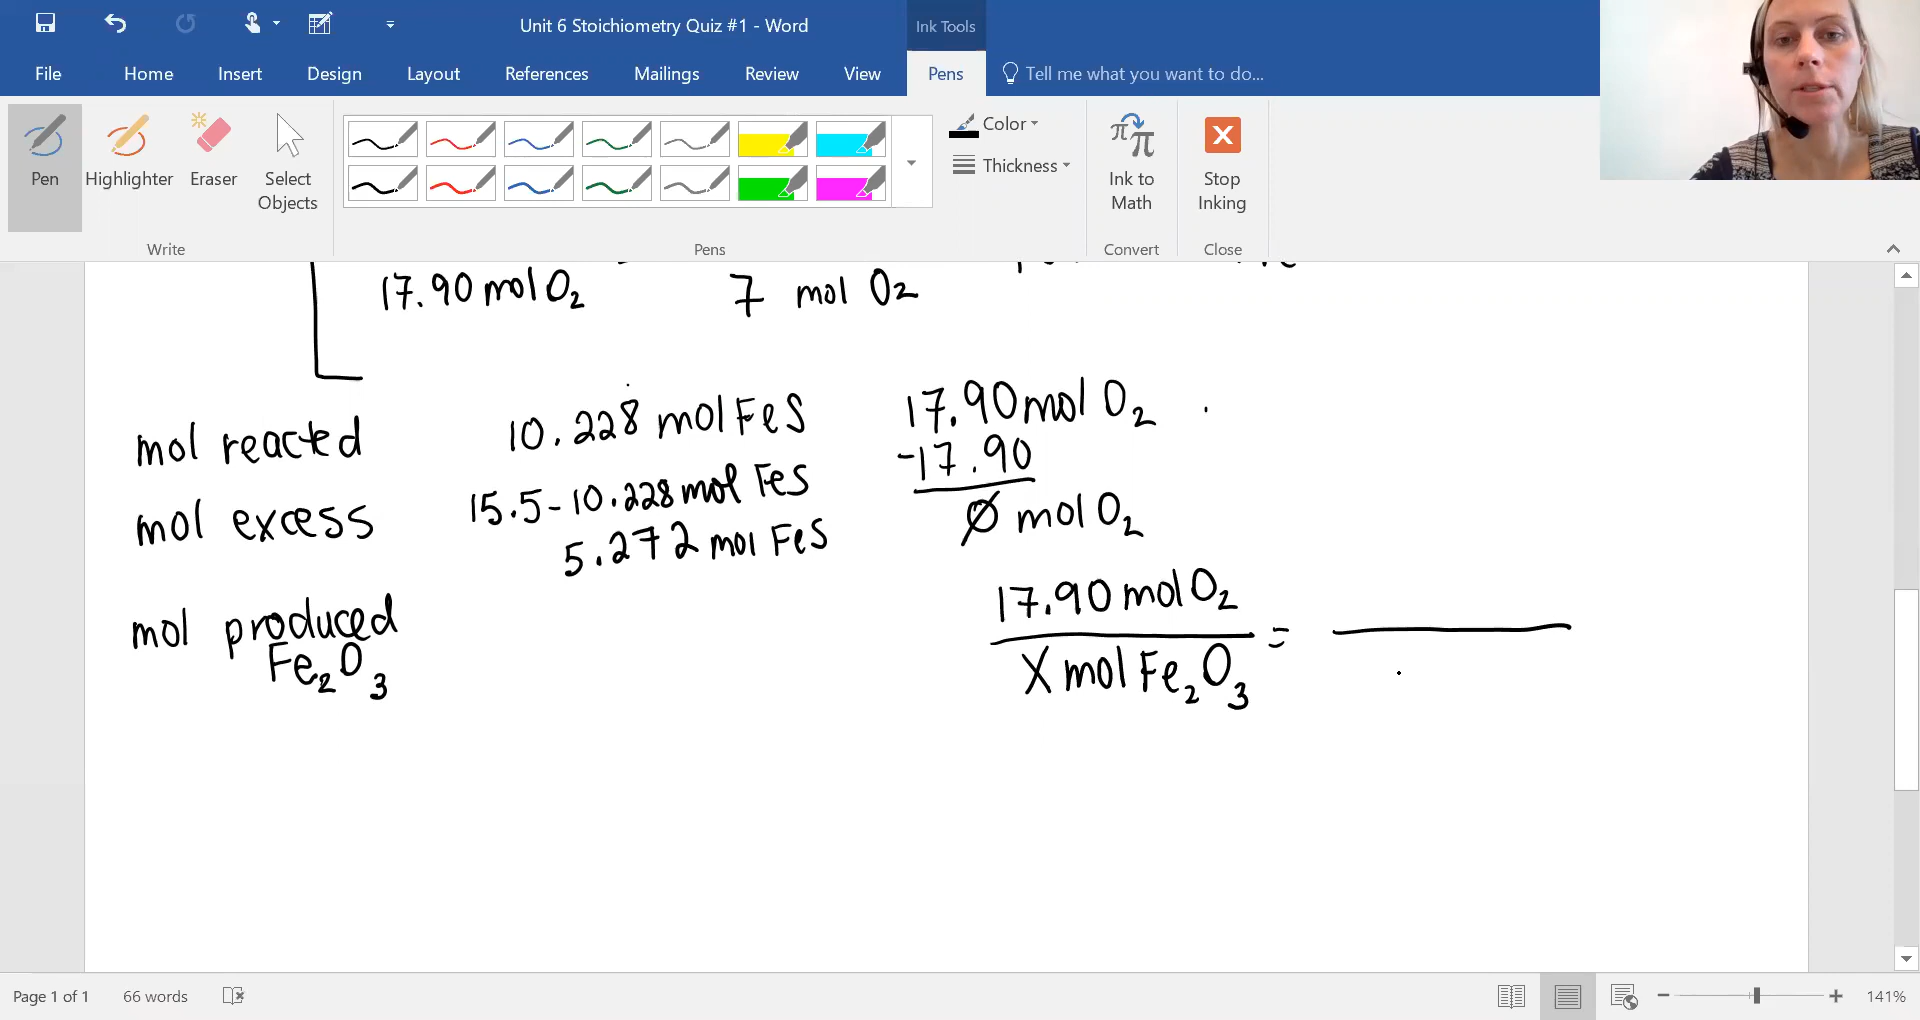 Unit 6 Stoichiometry Quiz #1 - Word
Ink Tools
File Home Insert Design Layout References Mailings Review View Pens Tell me what you want to do...
Pen
Highlighter
Eraser
Select Objects
Color
Thickness
Ink to Math
Stop Inking
Write
Pens
Convert
Close
17.90 mol O₂
7 mol O₂
mol reacted 10.228 mol FeS 17.90 mol O₂
-17.90
mol excess 15.5-10.228 mol FeS
5.272 mol FeS
0 mol O₂
mol produced
Fe₂O₃
17.90 mol O₂
X mol Fe₂O₃
=
Page 1 of 1 66 words
141%